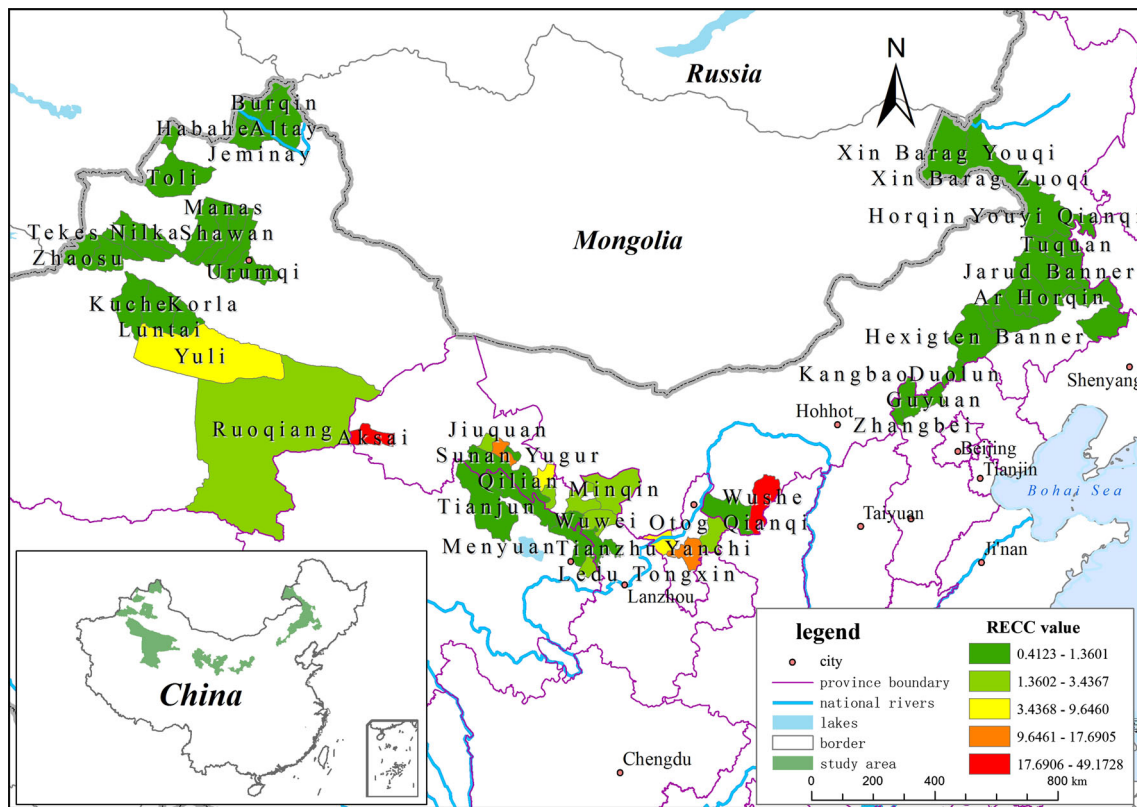 N
Russia
Burqin
HabaheAltay
Jeminay
Toli
Xin Barag Youqi
Xin Barag Zuoqi
Manas
Horqin Youyi Qianqi
Tekes Nilka Shawan
Mongolia
Zhaosu
Tuquan
Urumqi
Jarud Banner
KucheKorla
Ar Horqin
Luntai
Hexigten Banner
Yuli
KangbaoDuolun
Shenyang
Guyuan
Hohhot
Zhangbei
Ruoqiang
Aksai
Jiuquan
Beijing
Sunan Yugur
Tianjin
Qilian
Minqin
Bohai Sea
Tianjun
Wushe
Wuwei
Otog Qianqi
Taiyuan
Menyuan
Tianzhu
Yanchi
Ji'nan
Ledu
Tongxin
Lanzhou
China
Chengdu
legend
city
province boundary
national rivers
lakes
border
study area
RECC value
0.4123 - 1.3601
1.3602 - 3.4367
3.4368 - 9.6460
9.6461 - 17.6905
17.6906 - 49.1728
0 200 400 800
km